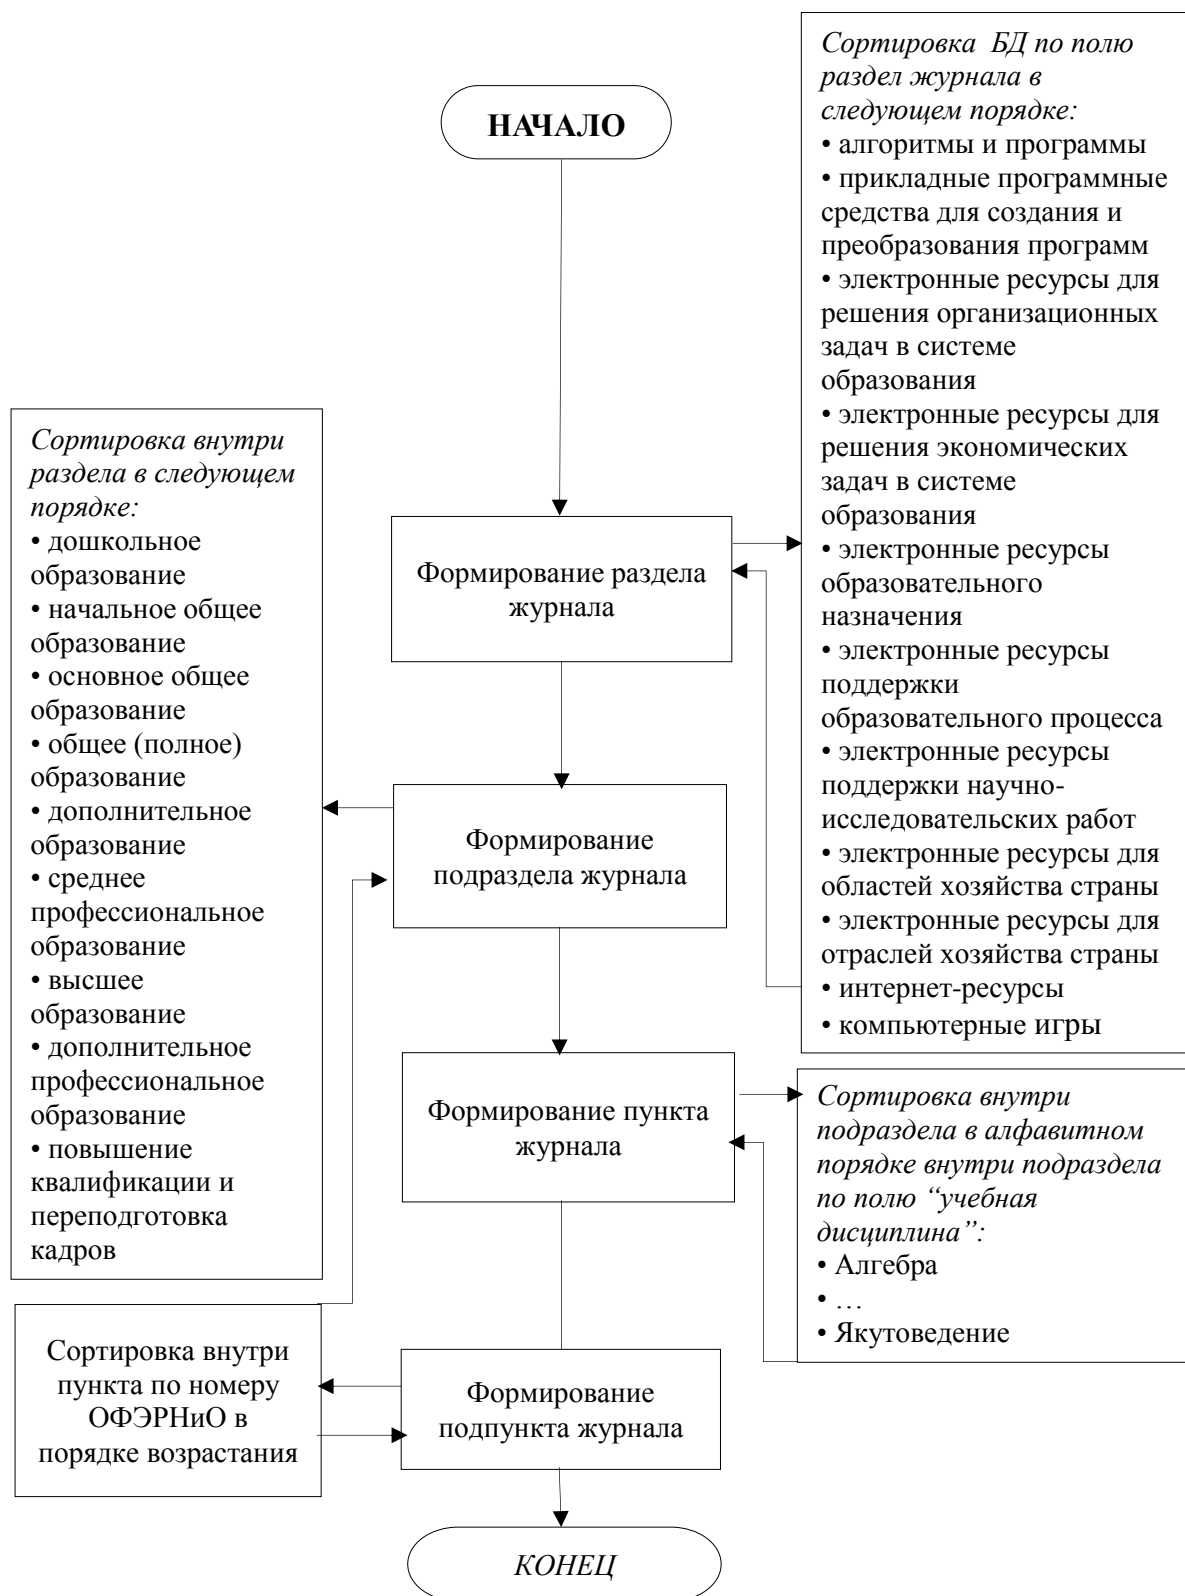 НАЧАЛО
Сортировка БД по полю
раздел журнала в
следующем порядке:
• алгоритмы и программы
• прикладные программные
средства для создания и
преобразования программ
• электронные ресурсы для
решения организационных
задач в системе
образования
• электронные ресурсы для
решения экономических
задач в системе
образования
• электронные ресурсы
образовательного
назначения
• электронные ресурсы
поддержки
образовательного процесса
• электронные ресурсы
поддержки научно-
исследовательских работ
• электронные ресурсы для
областей хозяйства страны
• электронные ресурсы для
отраслей хозяйства страны
• интернет-ресурсы
• компьютерные игры
Формирование раздела
журнала
Сортировка внутри
раздела в следующем
порядке:
• дошкольное
образование
• начальное общее
образование
• основное общее
образование
• общее (полное)
образование
• дополнительное
образование
• среднее
профессиональное
образование
• высшее
образование
• дополнительное
профессиональное
образование
• повышение
квалификации и
переподготовка
кадров
Формирование
подраздела журнала
Формирование пункта
журнала
Сортировка внутри
подраздела в алфавитном
порядке внутри подраздела
по полю “учебная
дисциплина”:
• Алгебра
• …
• Якутоведение
Сортировка внутри
пункта по номеру
ОФЭРНиО в
порядке возрастания
Формирование
подпункта журнала
КОНЕЦ